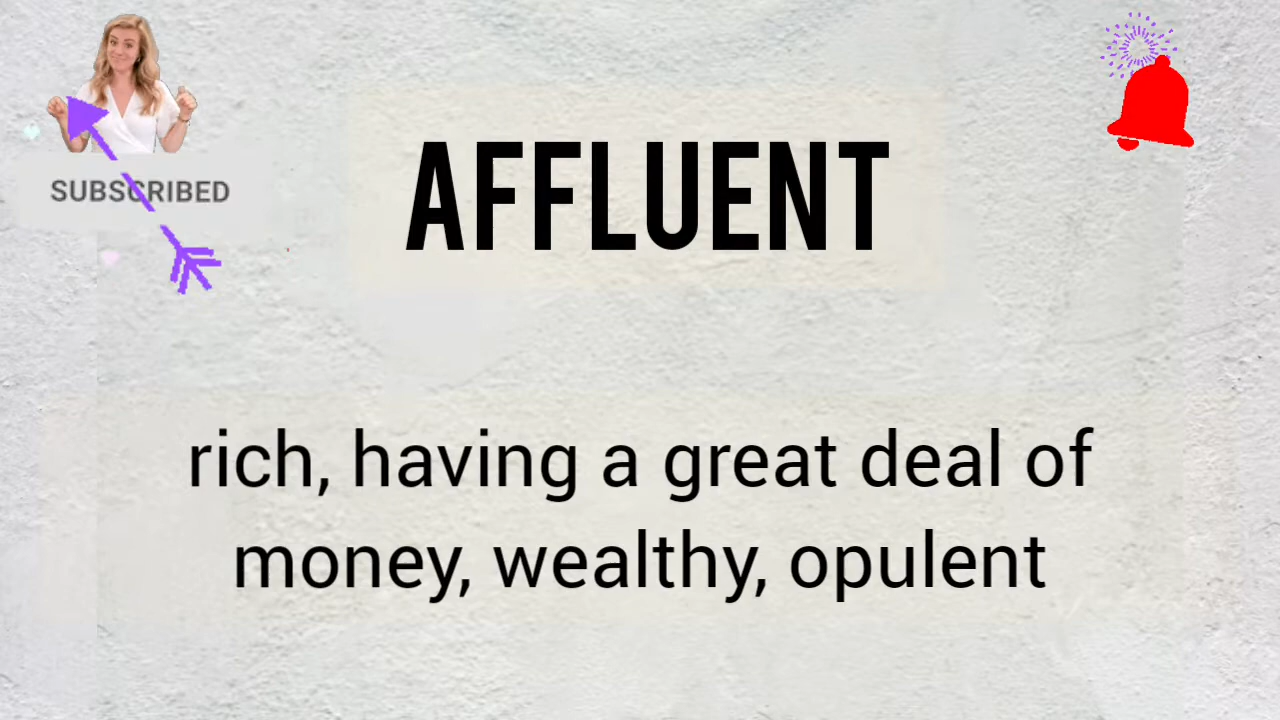 SUBSCRIBED
AFFLUENT
rich, having a great deal of
money, wealthy, opulent